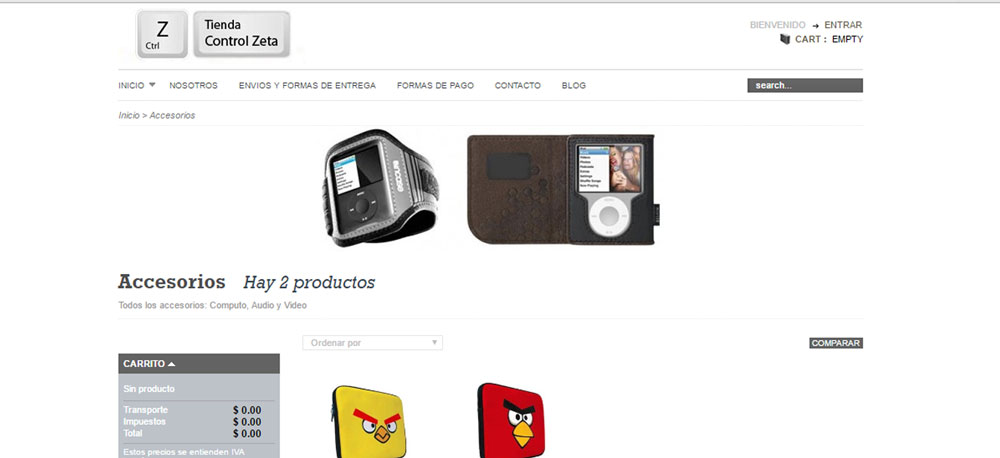 Z
Ctrl
Tienda
Control Zeta
BIENVENIDO ➔ ENTRAR
CART : EMPTY
INICIO NOSOTROS ENVIOS Y FORMAS DE ENTREGA FORMAS DE PAGO CONTACTO BLOG
search...
Inicio > Accesorios
Accesorios Hay 2 productos
Todos los accesorios: Computo, Audio y Video
Ordenar por
COMPARAR
CARRITO
Sin producto
Transporte $ 0.00
Impuestos $ 0.00
Total $ 0.00
Estos precios se entienden IVA